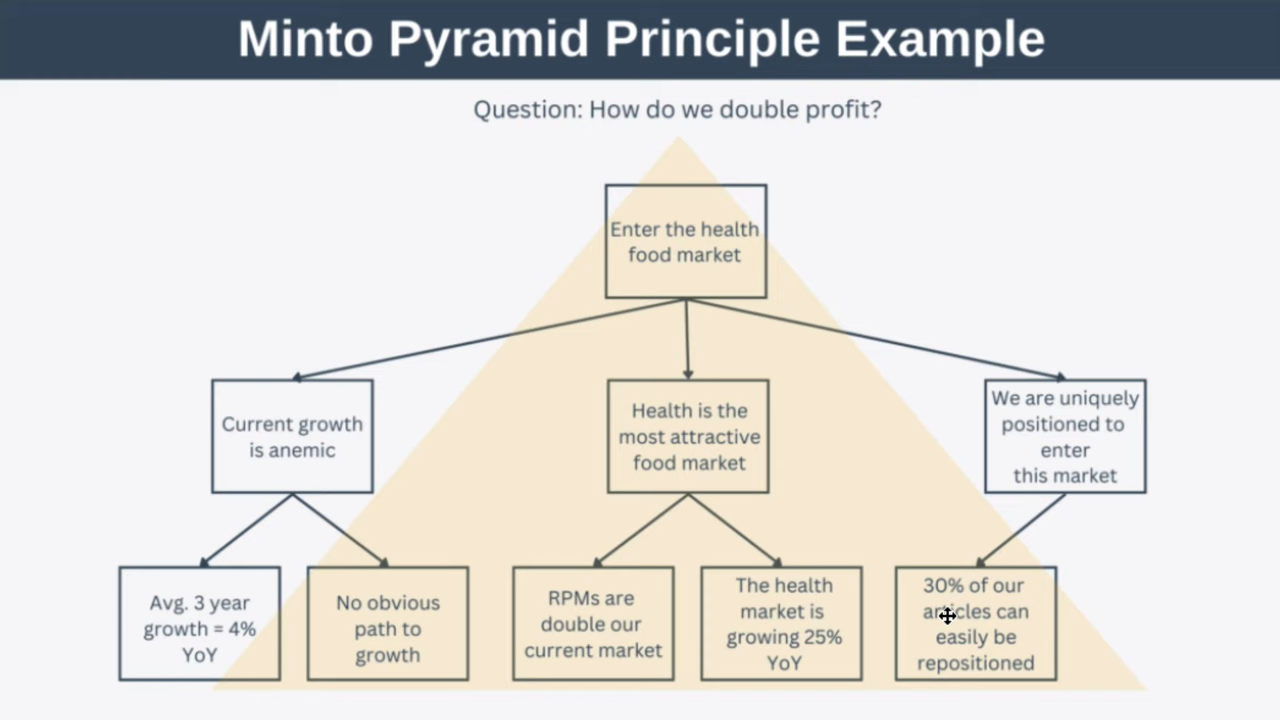 Minto Pyramid Principle Example
Question: How do we double profit?
Enter the health
food market
Current growth
is anemic
Health is the
most attractive
food market
We are uniquely
positioned to
enter
this market
Avg. 3 year
growth = 4%
YoY
No obvious
path to
growth
RPMs are
double our
current market
The health
market is
growing 25%
YoY
30% of our
articles can
easily be
repositioned